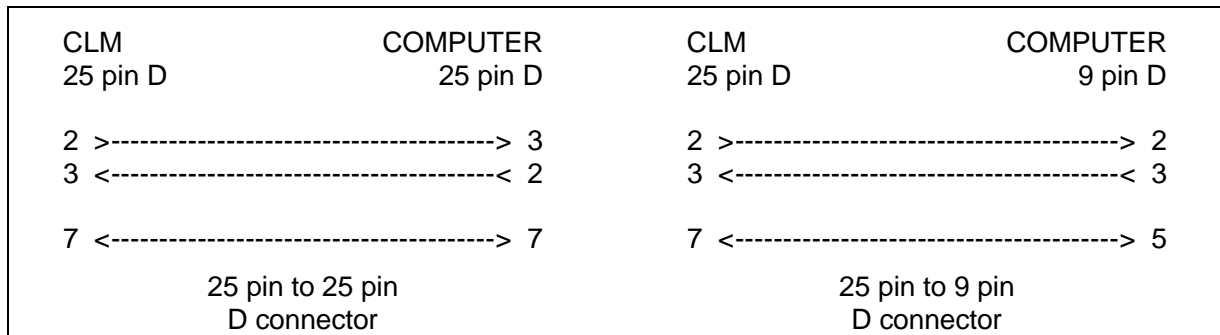 CLM COMPUTER
25 pin D 25 pin D
2 >----------------------------------------> 3
3 <----------------------------------------< 2
7 <----------------------------------------> 7
25 pin to 25 pin
D connector
CLM COMPUTER
25 pin D 9 pin D
2 >----------------------------------------> 2
3 <----------------------------------------< 3
7 <----------------------------------------> 5
25 pin to 9 pin
D connector